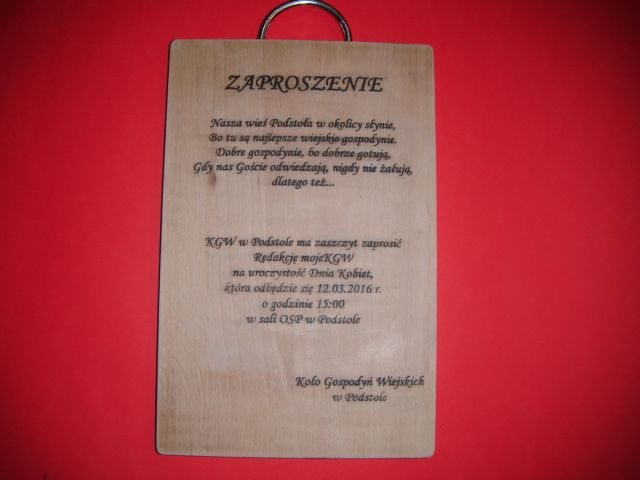 ZAPROSZENIE
Nasza wieś Podstoła w okolicy słynie,
Bo tu są najlepsze wiejskie gospodynie.
Dobre gospodynie, bo dobrze gotują,
Gdy nas Goście odwiedzają, nigdy nie żałują,
dlatego też...
KGW w Podstole ma zaszczyt zaprosić
Redakcję mojeKGW
na uroczystość Dnia Kobiet,
która odbędzie się 12.03.2016 r.
o godzinie 15:00
w sali OSP w Podstole
Koło Gospodyń Wiejskich
w Podstole